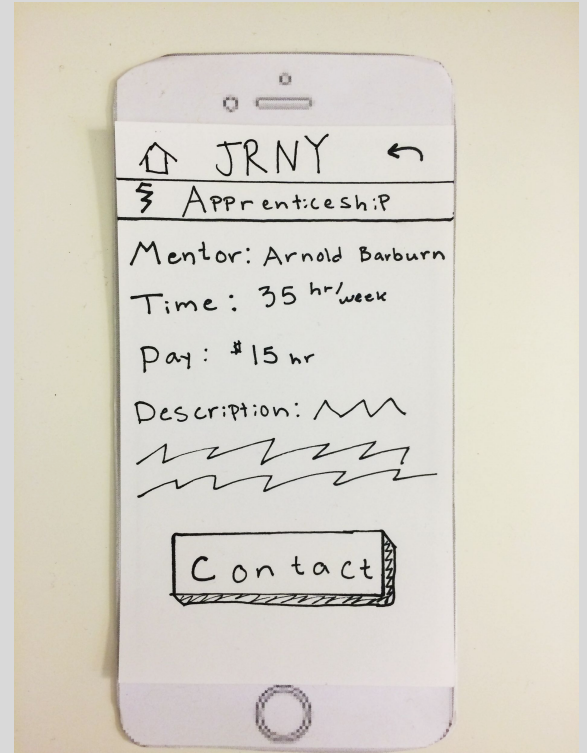 JRNY
Apprenticeship
Mentor: Arnold Barburn
Time: 35 hr/week
Pay: $15 hr
Description:
Contact